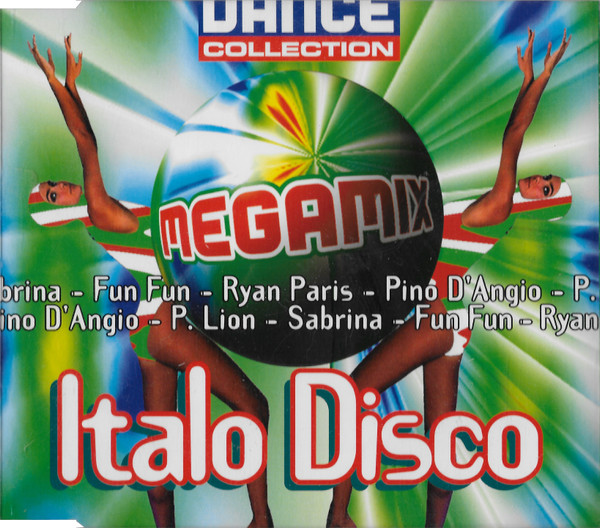 DANCE
COLLECTION
MEGAMIX
brina - Fun Fun - Ryan Paris - Pino D'Angio - P.
ino D'Angio - P. Lion - Sabrina - Fun Fun - Ryan
Italo Disco